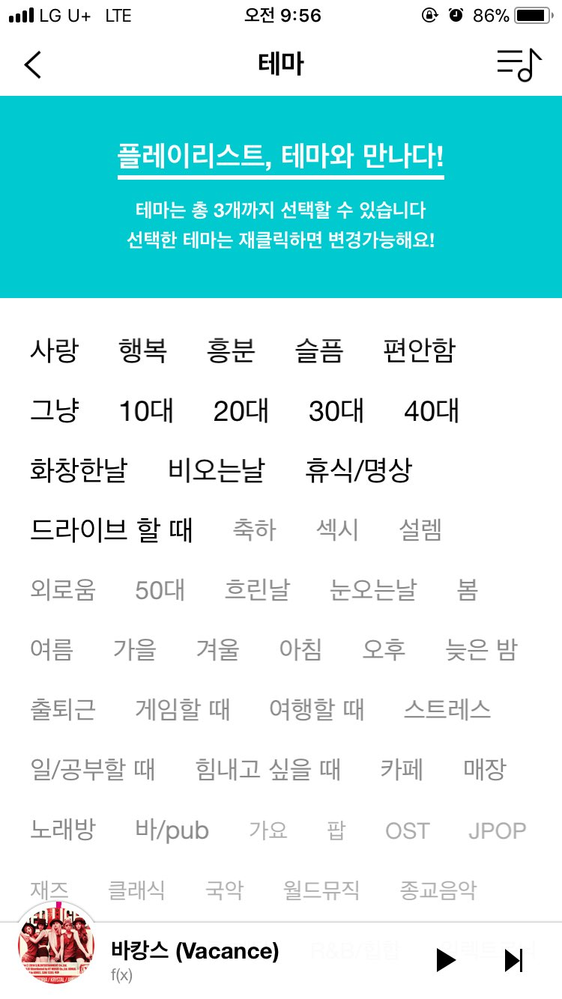 LG U+ LTE 오전 9:56 86%
테마
플레이리스트, 테마와 만나다!
테마는 총 3개까지 선택할 수 있습니다
선택한 테마는 재클릭하면 변경가능해요!
사랑 행복 흥분 슬픔 편안함
그냥 10대 20대 30대 40대
화창한날 비오는날 휴식/명상
드라이브 할 때 축하 섹시 설렘
외로움 50대 흐린날 눈오는날 봄
여름 가을 겨울 아침 오후 늦은 밤
출퇴근 게임할 때 여행할 때 스트레스
일/공부할 때 힘내고 싶을 때 카페 매장
노래방 바/pub 가요 팝 OST JPOP
재즈 클래식 국악 월드뮤직 종교음악
R&B/힙합
바캉스 (Vacance)
f(x)